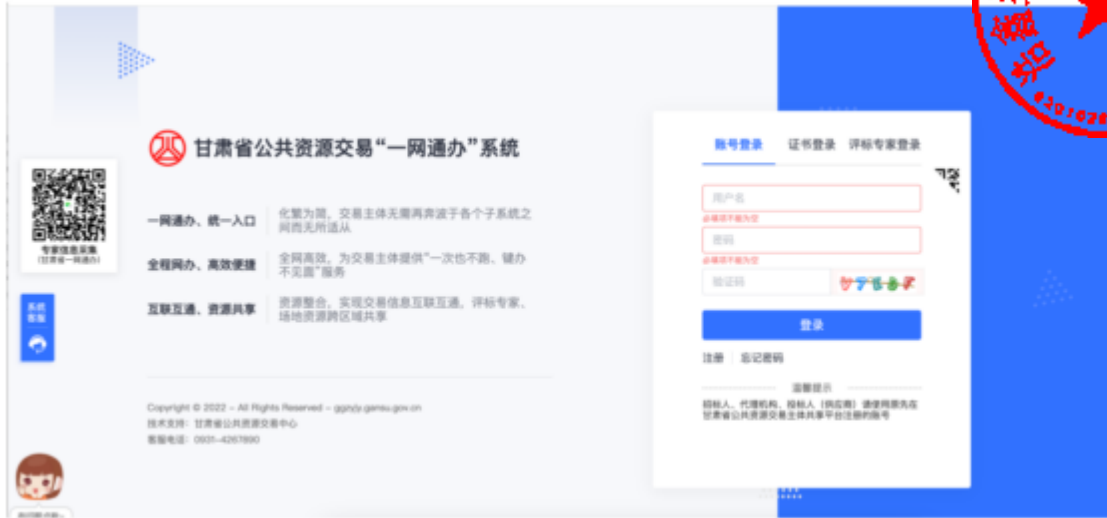 甘肃省公共资源交易“一网通办”系统
一网通办、统一入口
化繁为简，交易主体无需再奔波于各个子系统之
间而无所适从
全程网办、高效便捷
全网高效，为交易主体提供“一次也不跑、键办
不见面”服务
互联互通、资源共享
资源整合，实现交易信息互联互通，评标专家、
场地资源跨区域共享
Copyright © 2022 - All Rights Reserved - ggzyjy.gansu.gov.cn
技术支持：甘肃省公共资源交易中心
客服电话：0931-4267890
专家信息采集
(甘肃省一网通办)
系统
客服
账号登录 证书登录 评标专家登录
用户名
必填项不能为空
密码
必填项不能为空
验证码
登录
注册 忘记密码
温馨提示
招标人、代理机构、投标人（供应商）请使用原先在
甘肃省公共资源交易主体共享平台注册的账号